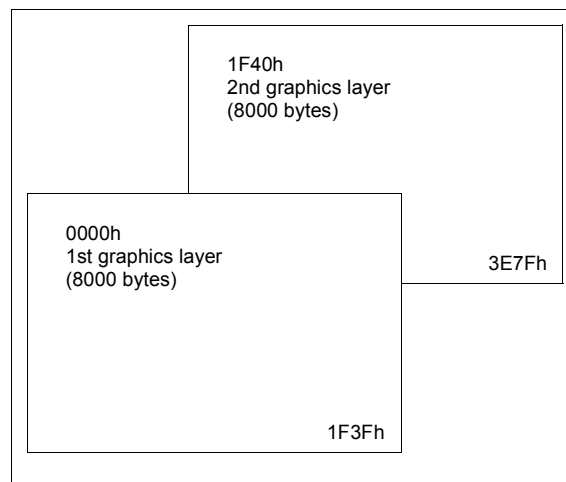 1F40h
2nd graphics layer
(8000 bytes)
3E7Fh
0000h
1st graphics layer
(8000 bytes)
1F3Fh